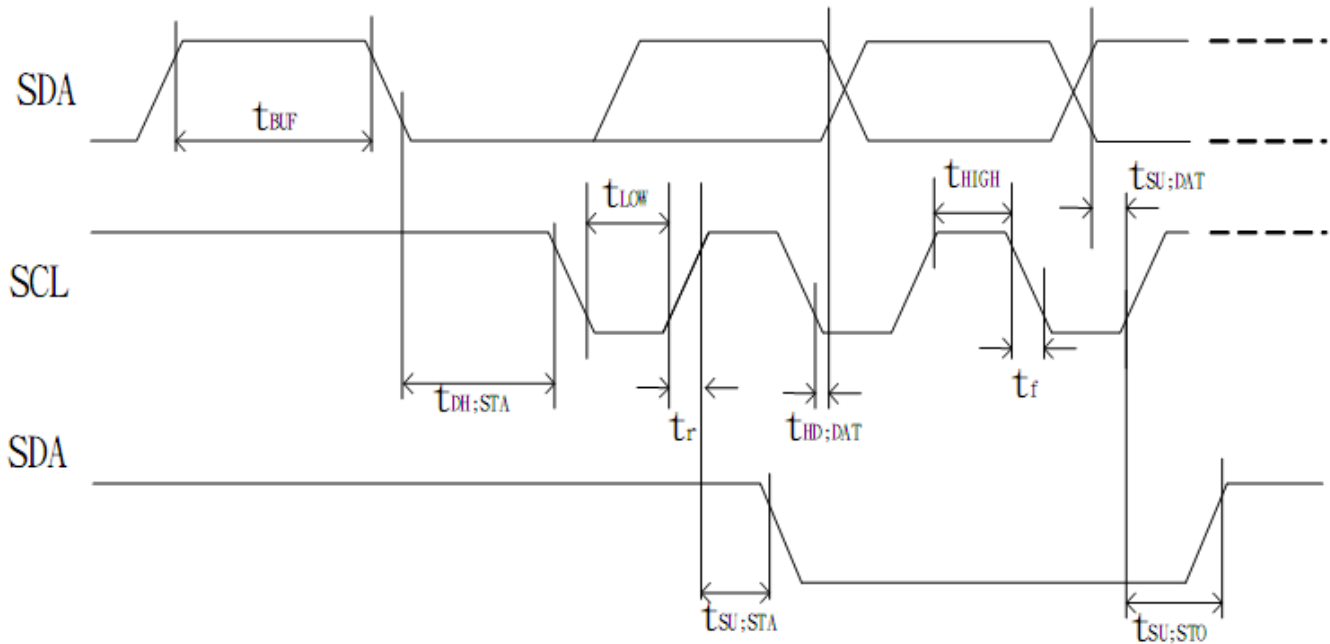 SDA
tBUF
tHIGH
tSU;DAT
tLOW
SCL
tDH;STA
tr
tHD;DAT
tf
SDA
tSU;STA
tSU;STO